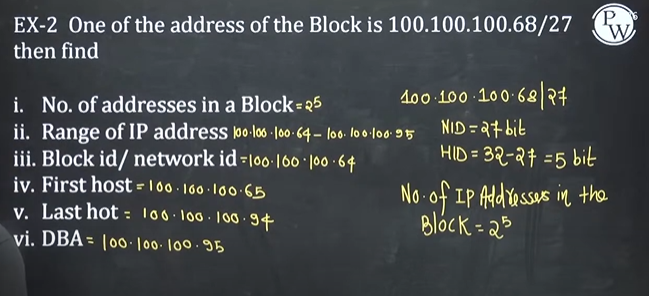 EX-2 One of the address of the Block is 100.100.100.68/27
then find
PW
6
i. No. of addresses in a Block = 2⁵
ii. Range of IP address 100.100.100.64 – 100.100.100.95
iii. Block id/ network id = 100.100.100.64
iv. First host = 100.100.100.65
v. Last hot = 100.100.100.94
vi. DBA = 100.100.100.95
100.100.100.68/27
NID = 27 bit
HID = 32-27 = 5 bit
No. of IP Addresses in the
Block = 2⁵